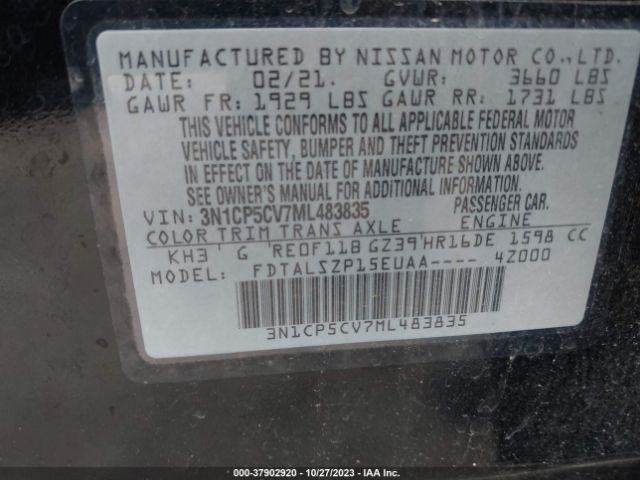 MANUFACTURED BY NISSAN MOTOR CO., LTD.
DATE: 02/21. GVWR: 3660 LBS
GAWR FR: 1929 LBS GAWR RR: 1731 LBS
THIS VEHICLE CONFORMS TO ALL APPLICABLE FEDERAL MOTOR
VEHICLE SAFETY, BUMPER AND THEFT PREVENTION STANDARDS
IN EFFECT ON THE DATE OF MANUFACTURE SHOWN ABOVE.
SEE OWNER'S MANUAL FOR ADDITIONAL INFORMATION
VIN: 3N1CP5CV7ML483835 PASSENGER CAR.
COLOR TRIM TRANS AXLE ENGINE
KH3 G RE0F11B GZ39 HR16DE 1598 CC
MODEL: FDTALSZP15EUAA---- 4Z000
3N1CP5CV7ML483835
000-37902920 - 10/27/2023 - IAA Inc.